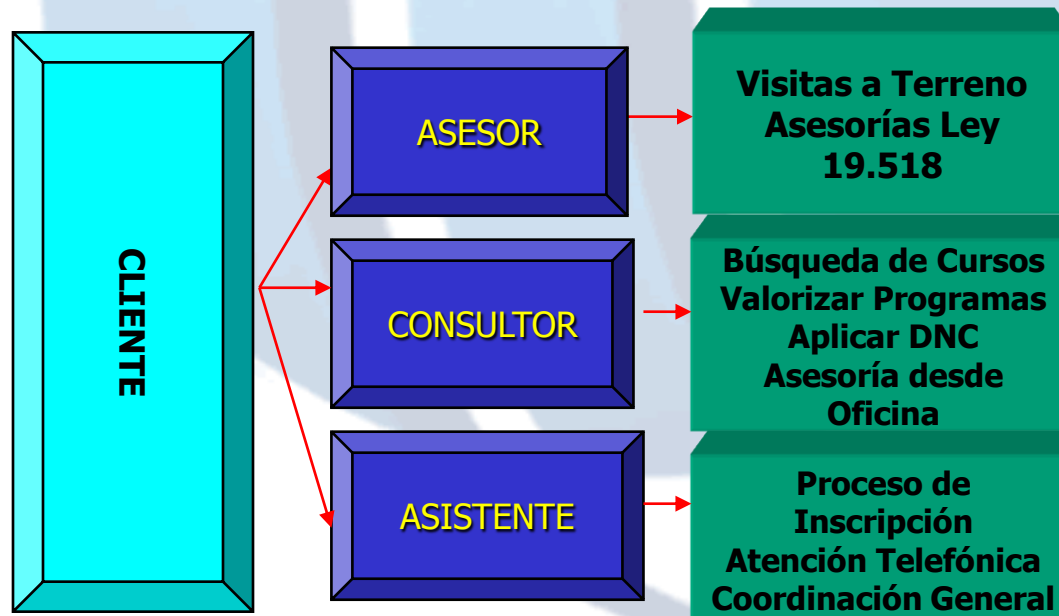 CLIENTE
ASESOR
Visitas a Terreno
Asesorías Ley
19.518
CONSULTOR
Búsqueda de Cursos
Valorizar Programas
Aplicar DNC
Asesoría desde
Oficina
ASISTENTE
Proceso de
Inscripción
Atención Telefónica
Coordinación General